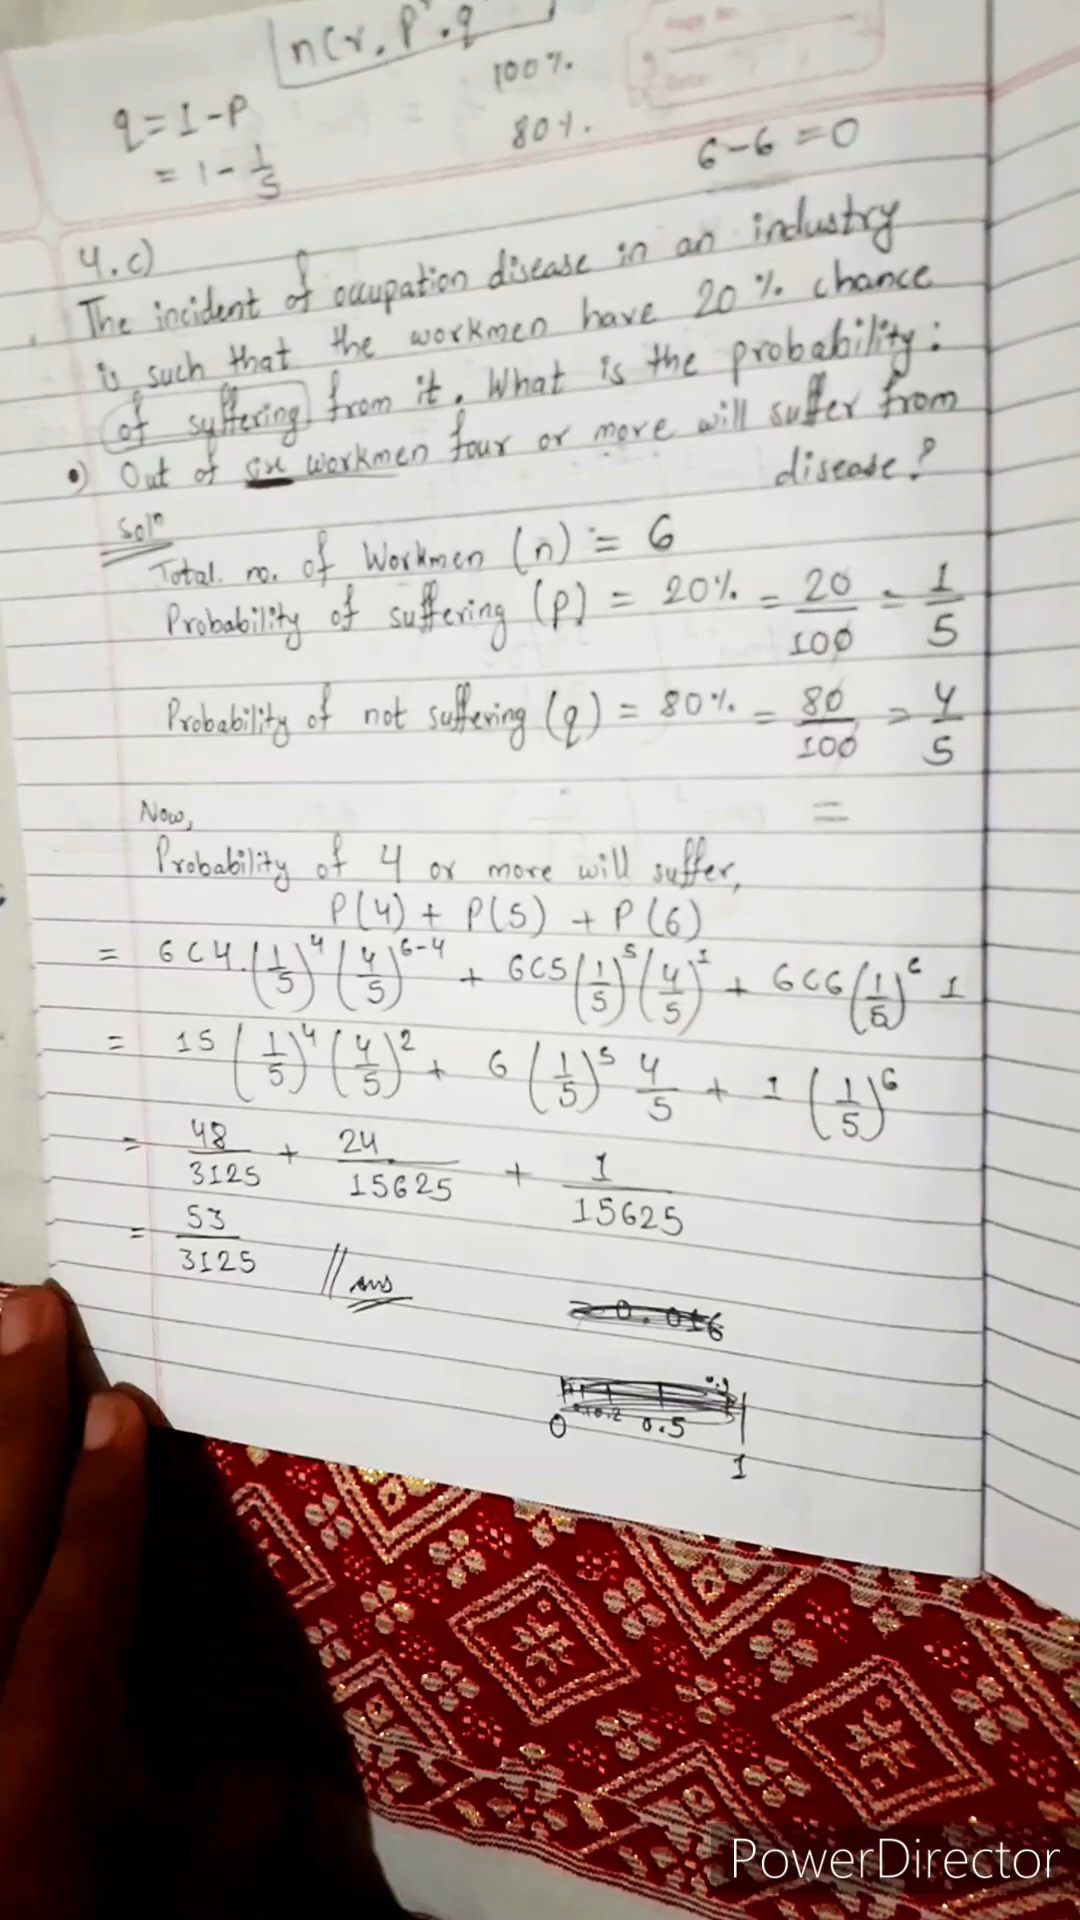 nCr. p^r . q
q = 1 - P
100%.
= 1 - 1/5
80%.
6-6=0
4.c)
The incident of occupation disease in an industry
is such that the workmen have 20% chance
of suffering from it. What is the probability:
•) Out of six workmen four or more will suffer from
disease?
Solⁿ
Total. no. of Workmen (n) = 6
Probability of suffering (p) = 20% = 20/100 = 1/5
Probability of not suffering (q) = 80% = 80/100 = 4/5
=
Now,
Probability of 4 or more will suffer,
P(4) + P(5) + P(6)
= 6C4.(1/5)^4 (4/5)^6-4 + 6C5(1/5)^5 (4/5)^1 + 6C6(1/5)^6 1
= 15 (1/5)^4 (4/5)^2 + 6 (1/5)^5 4/5 + 1 (1/5)^6
= 48/3125 + 24/15625 + 1/15625
= 53/3125 // ans
0 0.5
1
PowerDirector